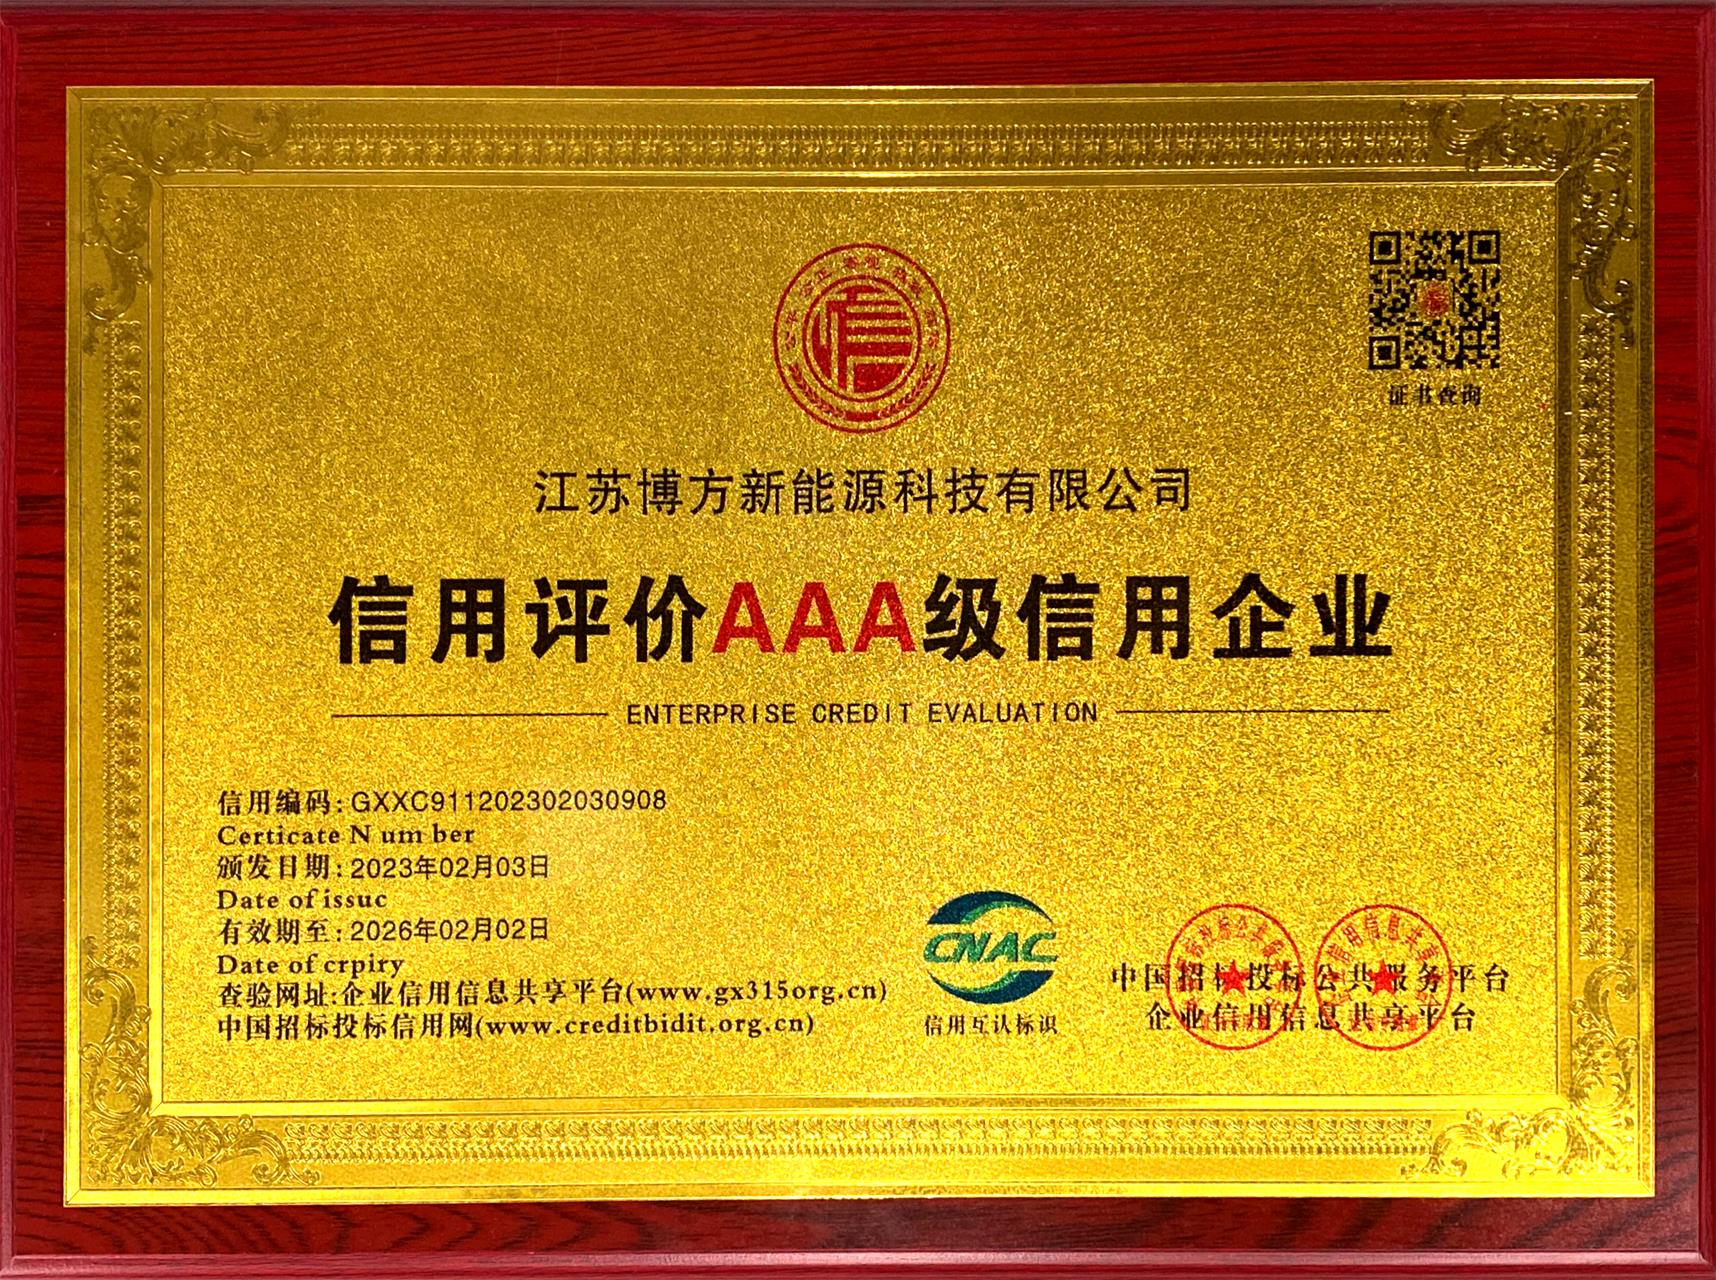 证书查询
江苏博方新能源科技有限公司
信用评价AAA级信用企业
ENTERPRISE CREDIT EVALUATION
信用编码:GXXC911202302030908
Certicate N um ber
颁发日期:2023年02月03日
Date of issuc
有效期至:2026年02月02日
Date of crpiry
查验网址:企业信用信息共享平台(www.gx315org.cn)
中国招标投标信用网(www.creditbidit.org.cn)
CNAC
信用互认标识
中国招标投标公共服务平台
企业信用信息共享平台